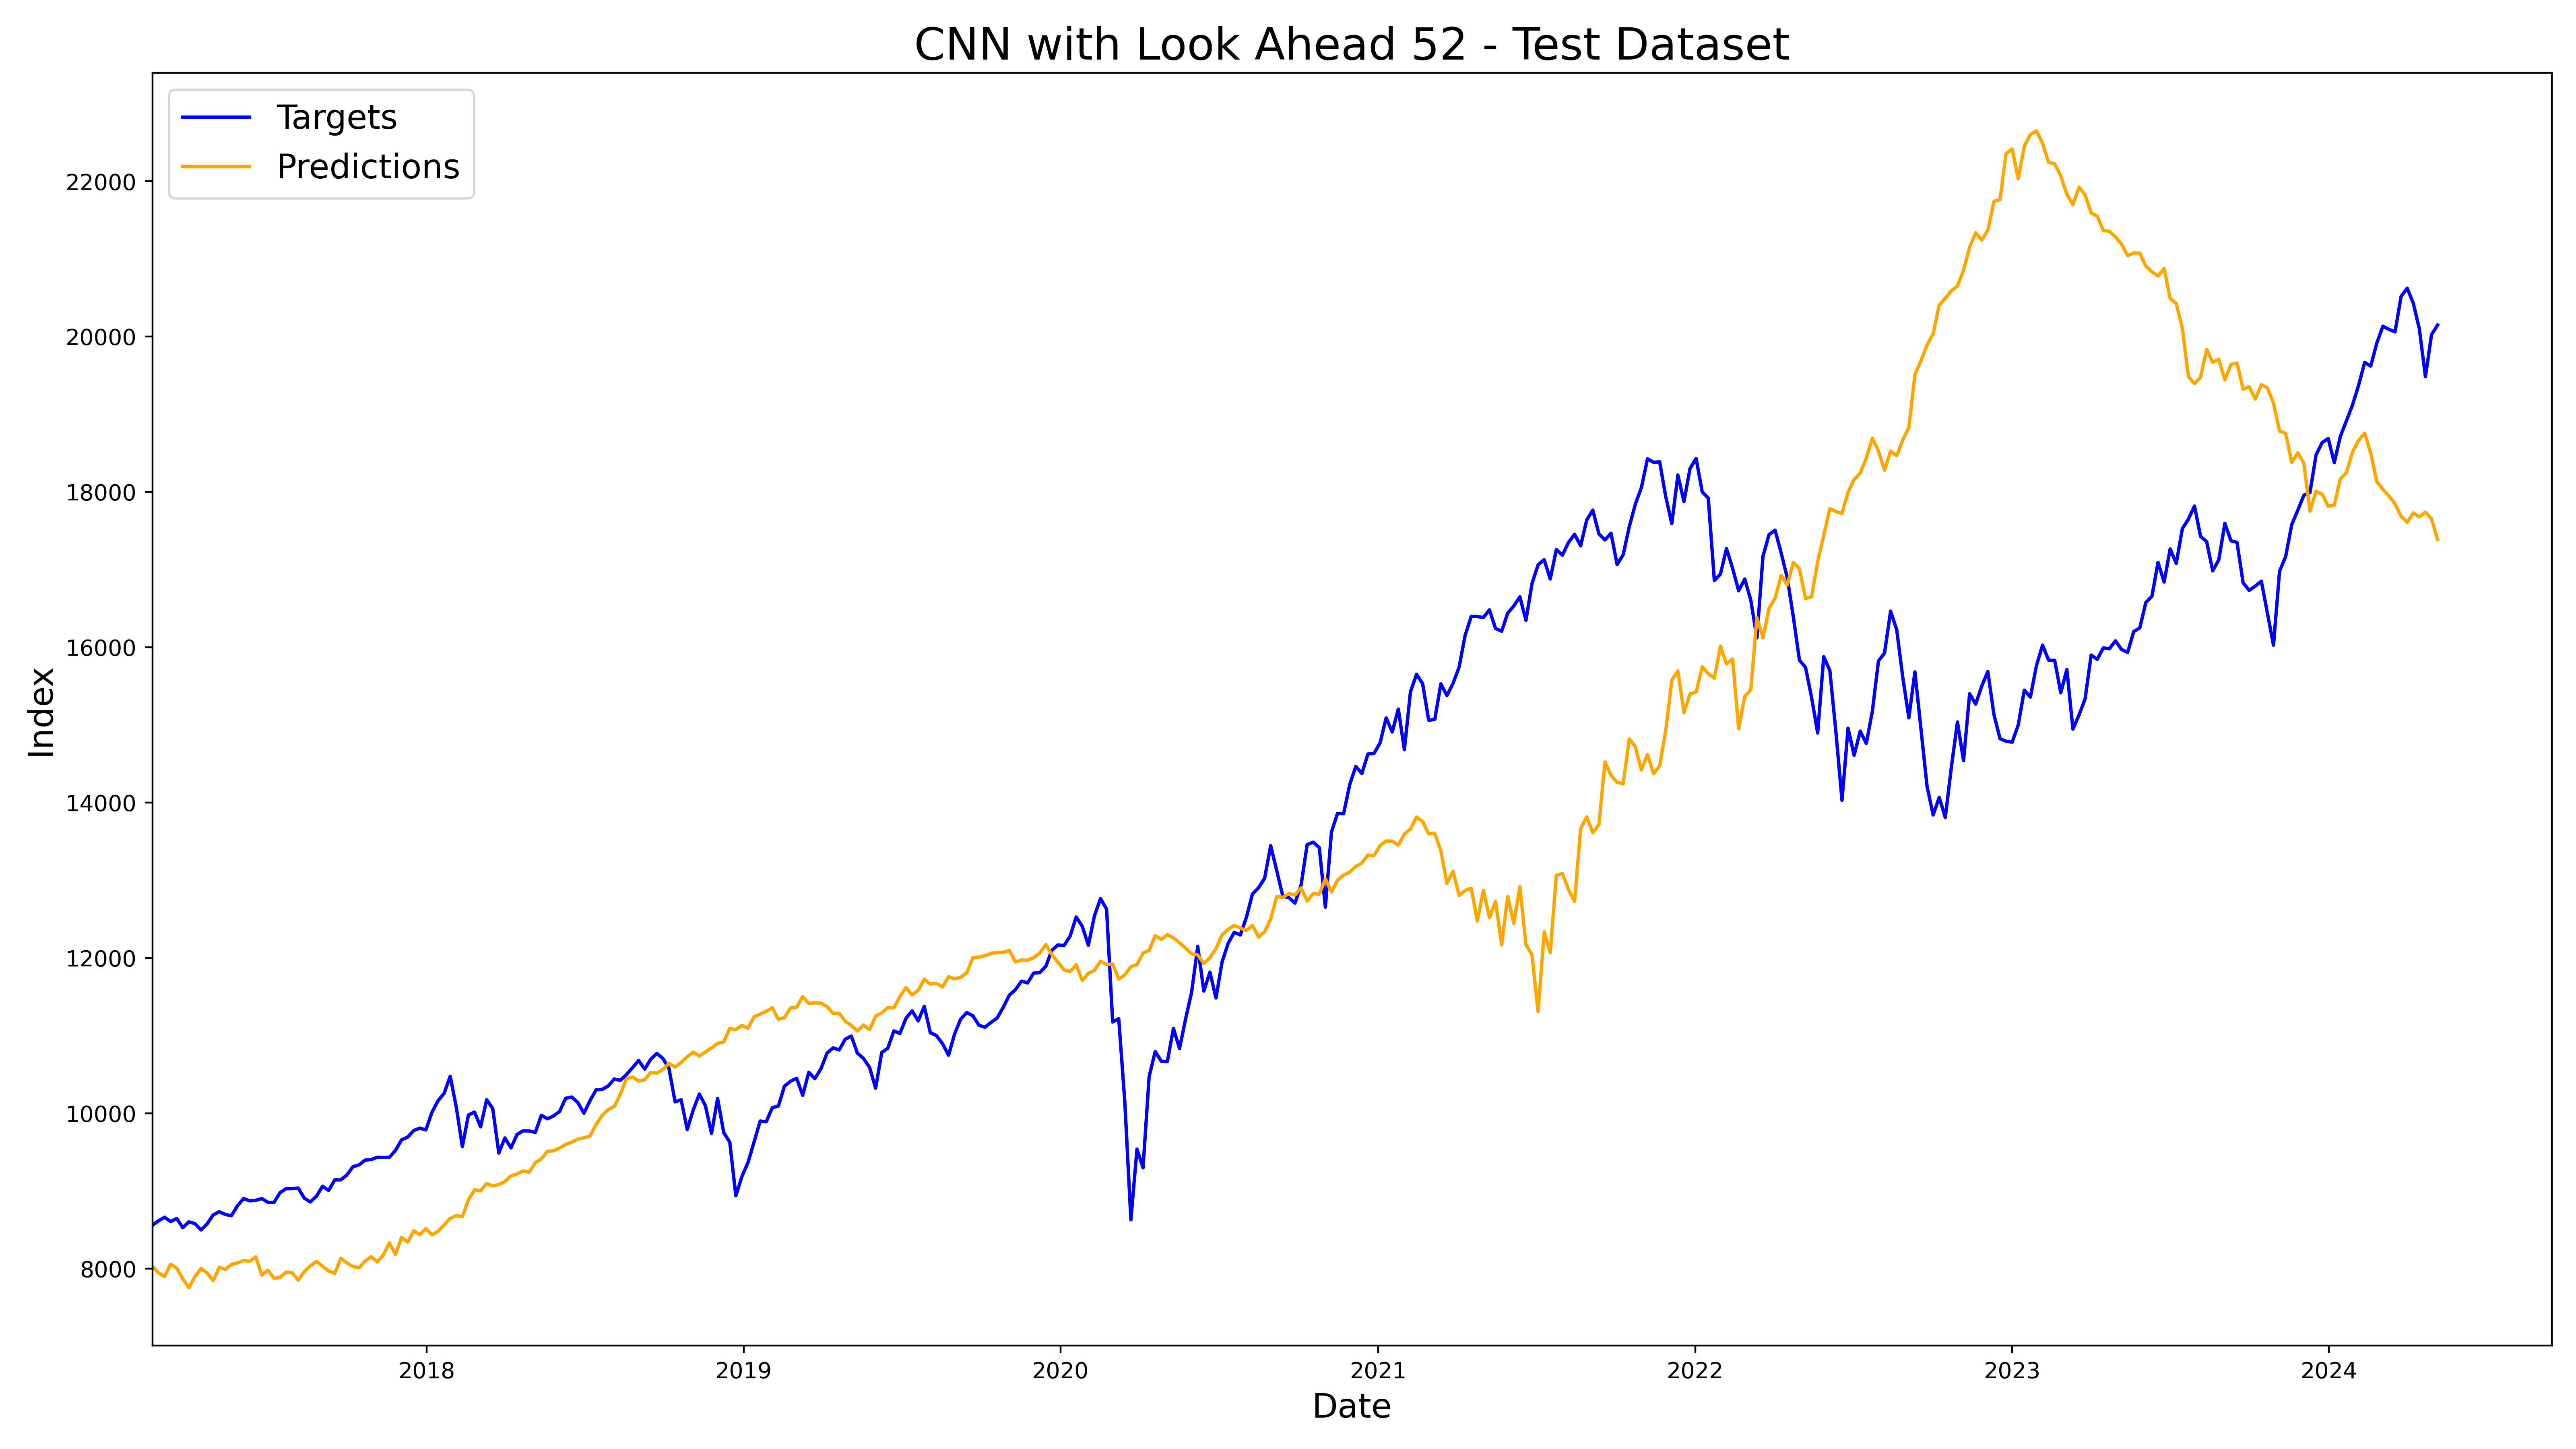 CNN with Look Ahead 52 - Test Dataset
Targets
Predictions
22000
20000
18000
16000
14000
12000
10000
8000
Index
2018 2019 2020 2021 2022 2023 2024
Date